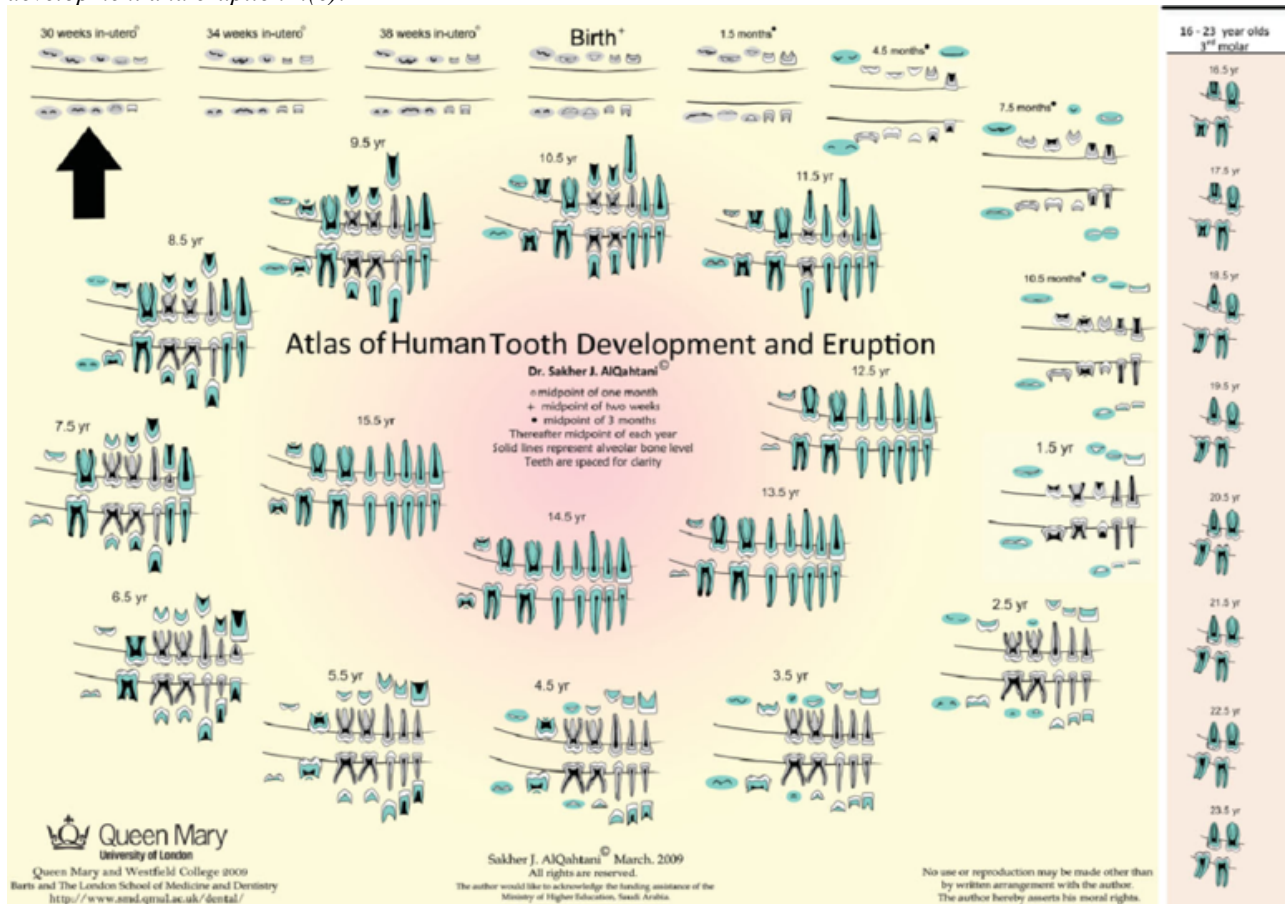 30 weeks in-utero°
34 weeks in-utero°
38 weeks in-utero°
Birth⁺
1.5 months*
4.5 months*
7.5 months*
10.5 months*
1.5 yr
2.5 yr
3.5 yr
4.5 yr
5.5 yr
6.5 yr
7.5 yr
8.5 yr
9.5 yr
10.5 yr
11.5 yr
12.5 yr
13.5 yr
14.5 yr
15.5 yr
Atlas of Human Tooth Development and Eruption
Dr. Sakher J. AlQahtani©
¤ midpoint of one month
+ midpoint of two weeks
* midpoint of 3 months
Thereafter midpoint of each year
Solid lines represent alveolar bone level
Teeth are spaced for clarity
16 - 23 year olds
3rd molar
16.5 yr
17.5 yr
18.5 yr
19.5 yr
20.5 yr
21.5 yr
22.5 yr
23.5 yr
Queen Mary
University of London
Queen Mary and Westfield College 2009
Barts and The London School of Medicine and Dentistry
http://www.smd.qmul.ac.uk/dental/
Sakher J. AlQahtani© March. 2009
All rights are reserved.
The author would like to acknowledge the funding assistance of the
Ministry of Higher Education, Saudi Arabia.
No use or reproduction may be made other than
by written arrangement with the author.
The author hereby asserts his moral rights.